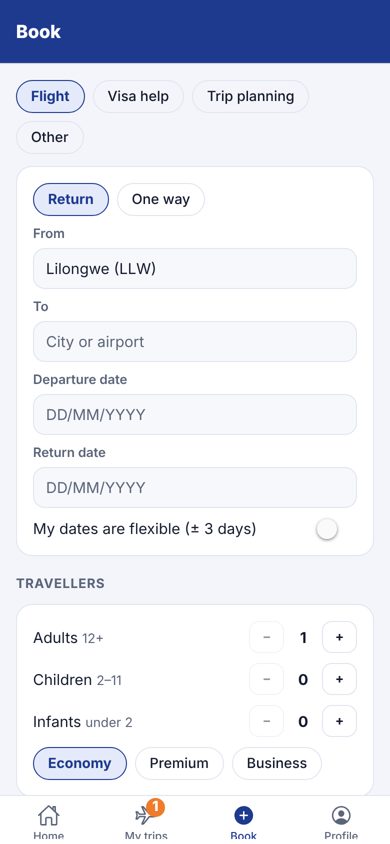 Book
Flight
Visa help
Trip planning
Other
Return
One way
From
Lilongwe (LLW)
To
City or airport
Departure date
DD/MM/YYYY
Return date
DD/MM/YYYY
My dates are flexible (± 3 days)
TRAVELLERS
Adults 12+
− 1 +
Children 2–11
− 0 +
Infants under 2
− 0 +
Economy
Premium
Business
1
Home
My trips
Book
Profile